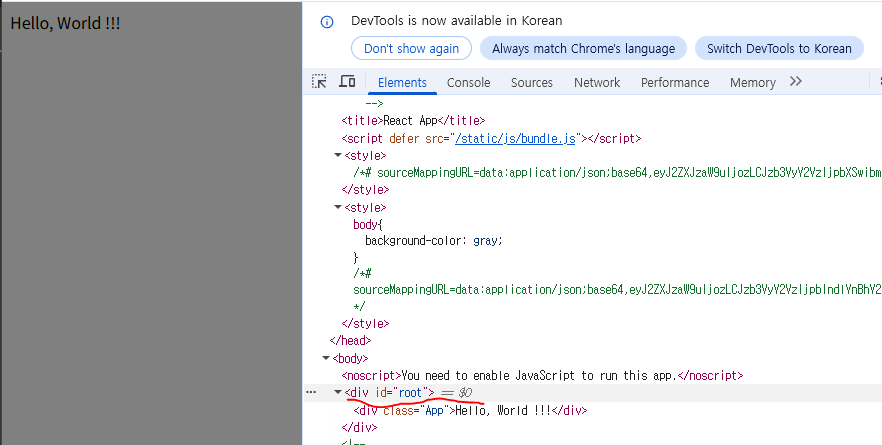 Hello, World !!!
DevTools is now available in Korean
Don't show again
Always match Chrome's language
Switch DevTools to Korean
Elements
Console
Sources
Network
Performance
Memory
-->
<title>React App</title>
<script defer src="/static/js/bundle.js"></script>
<style>
/*# sourceMappingURL=data:application/json;base64,
</style>
<style>
body{
background-color: gray;
}
/*#
sourceMappingURL=data:application/json;base64,
*/
</style>
</head>
<body>
<noscript>You need to enable JavaScript to run this app.</noscript>
<div id="root"> == $0
<div class="App">Hello, World !!!</div>
</div>
<!--